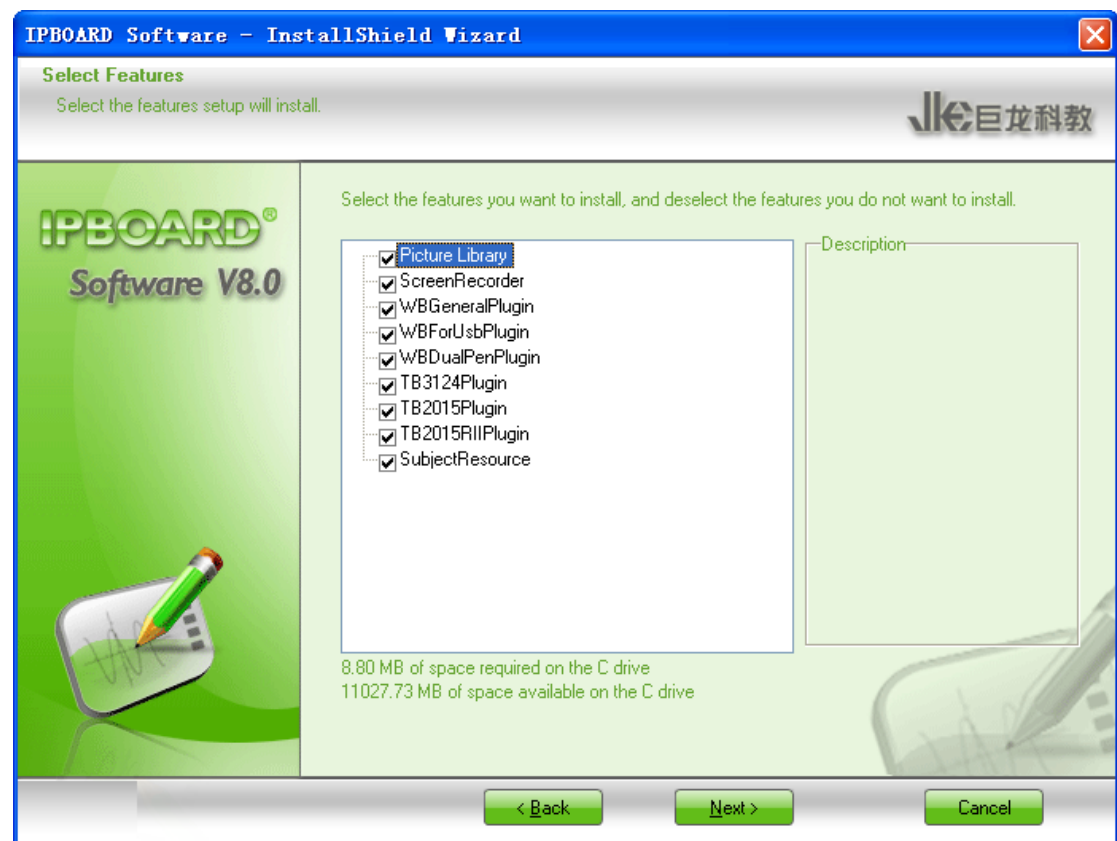 IPBOARD Software - InstallShield Wizard
Select Features
Select the features setup will install.
JKE巨龙科教
IPBOARD®
Software V8.0
Select the features you want to install, and deselect the features you do not want to install.
Picture Library
ScreenRecorder
WBGeneralPlugin
WBForUsbPlugin
WBDualPenPlugin
TB3124Plugin
TB2015Plugin
TB2015RIIPlugin
SubjectResource
Description
8.80 MB of space required on the C drive
11027.73 MB of space available on the C drive
< Back
Next >
Cancel